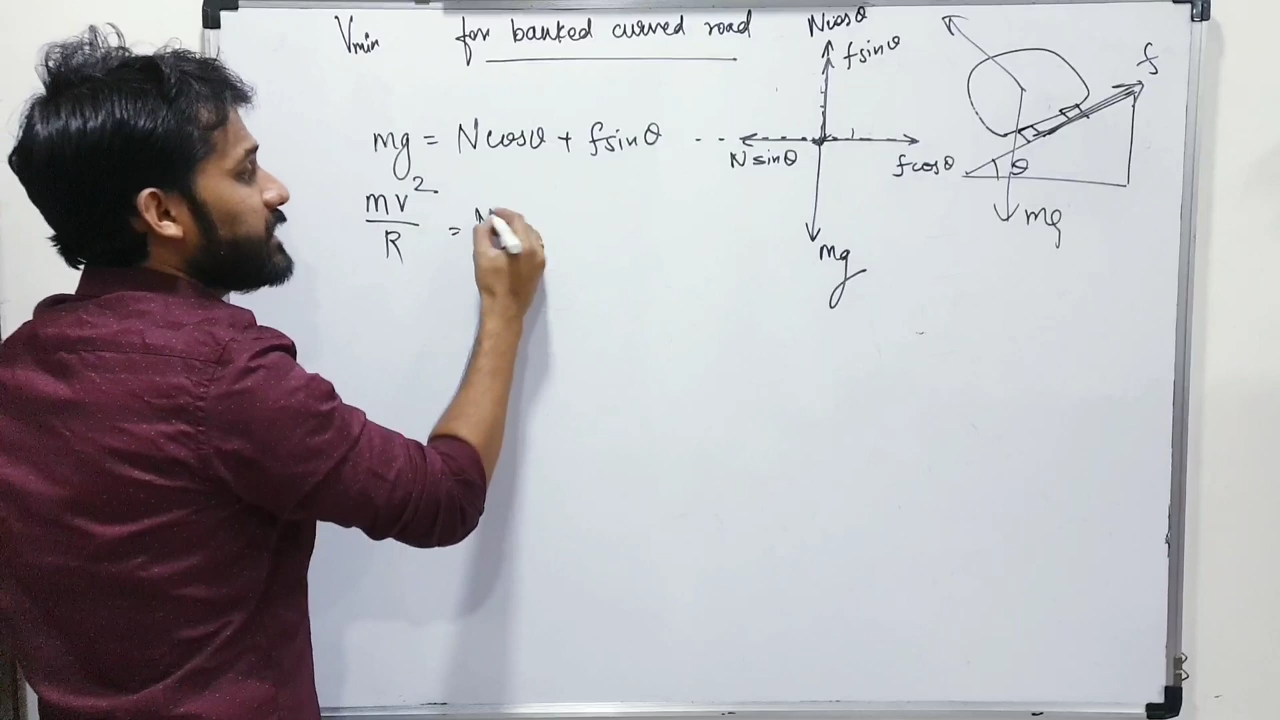 Vmin for banked curved road
mg = Ncosθ + fsinθ ---
mv²/R = N
Ncosθ
fsinθ
Nsinθ
fcosθ
mg
f
θ
mg